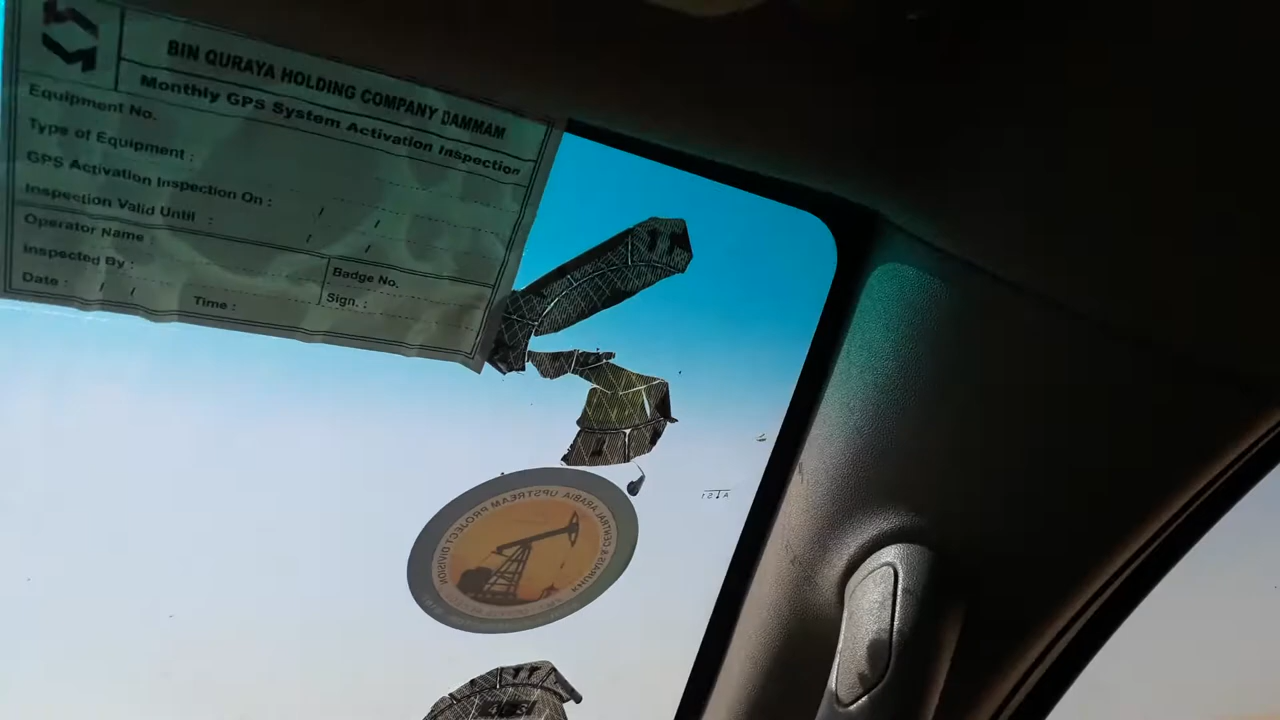 BIN QURAYA HOLDING COMPANY DAMMAM
Monthly GPS System Activation Inspection
Equipment No.
Type of Equipment :
GPS Activation Inspection On : / /
Inspection Valid Until : / /
Operator Name :
Inspected By : Badge No.
Date : / / Time : Sign. :
KHURAIS & CENTRAL ARABIA UPSTREAM PROJECT DIVISION